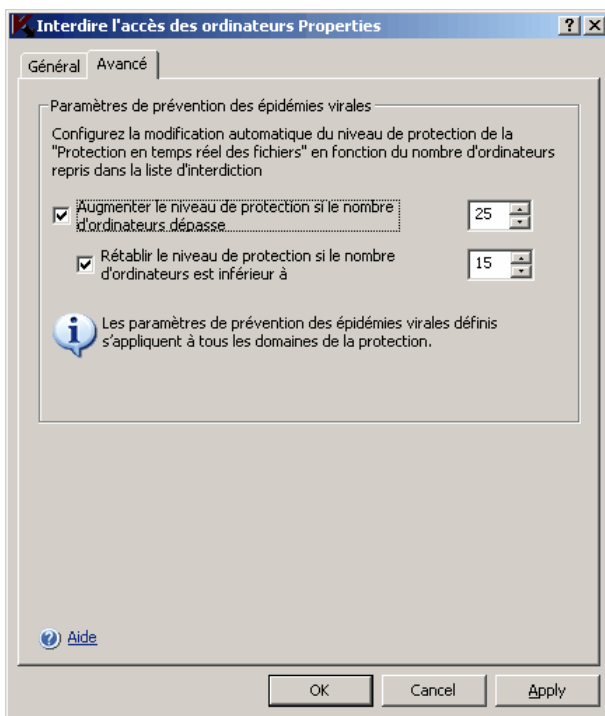 Interdire l'accès des ordinateurs Properties
Général
Avancé
Paramètres de prévention des épidémies virales
Configurez la modification automatique du niveau de protection de la
"Protection en temps réel des fichiers" en fonction du nombre d'ordinateurs
repris dans la liste d'interdiction
Augmenter le niveau de protection si le nombre
d'ordinateurs dépasse
25
Rétablir le niveau de protection si le nombre
d'ordinateurs est inférieur à
15
Les paramètres de prévention des épidémies virales définis
s'appliquent à tous les domaines de la protection.
Aide
OK
Cancel
Apply